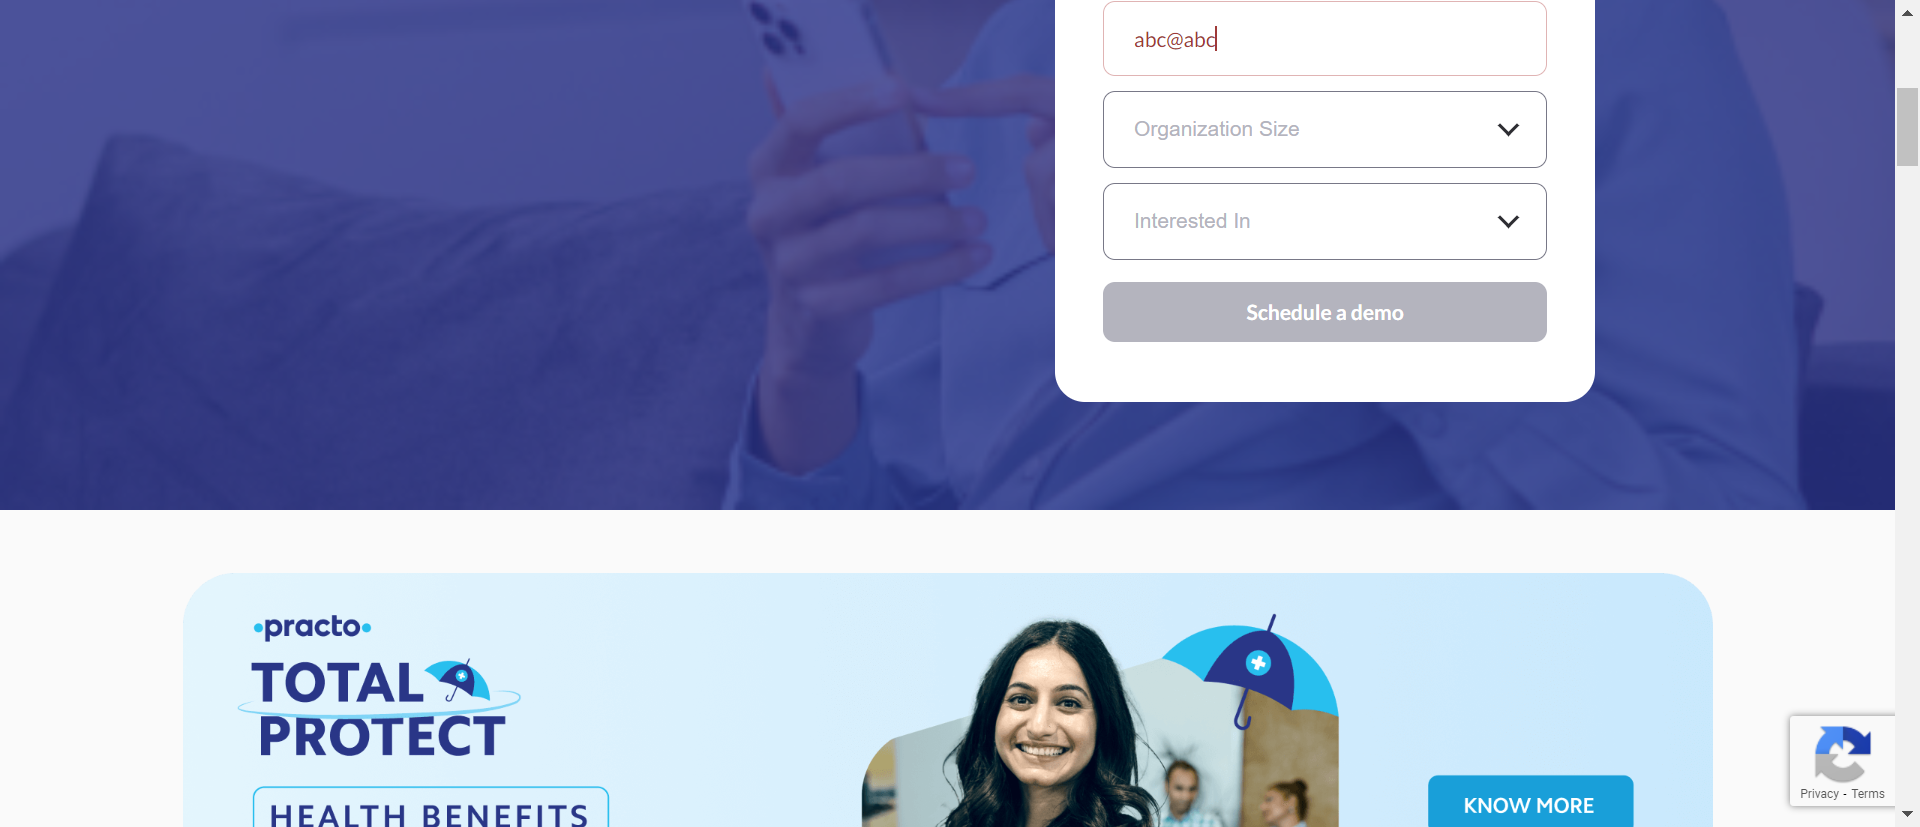 abc@abc
Organization Size
Interested In
Schedule a demo
practo
TOTAL
PROTECT
HEALTH BENEFITS
KNOW MORE
Privacy - Terms